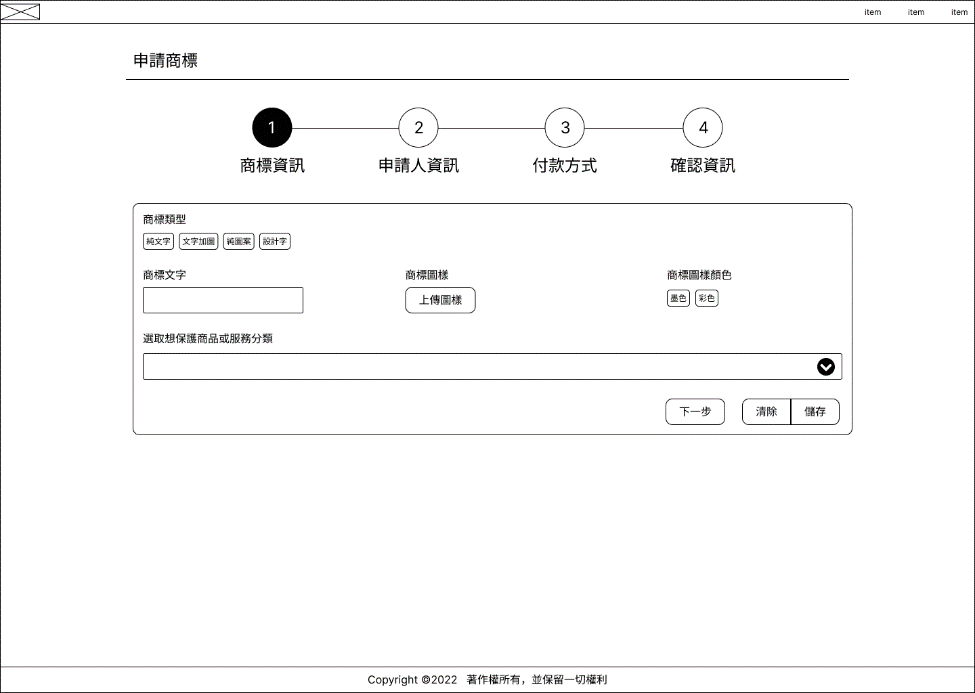 item item item
申請商標
1 2 3 4
商標資訊 申請人資訊 付款方式 確認資訊
商標類型
純文字 文字加圖 純圖案 設計字
商標文字 商標圖樣 商標圖樣顏色
上傳圖樣 墨色 彩色
選取想保護商品或服務分類
下一步 清除 儲存
Copyright ©2022 著作權所有，並保留一切權利